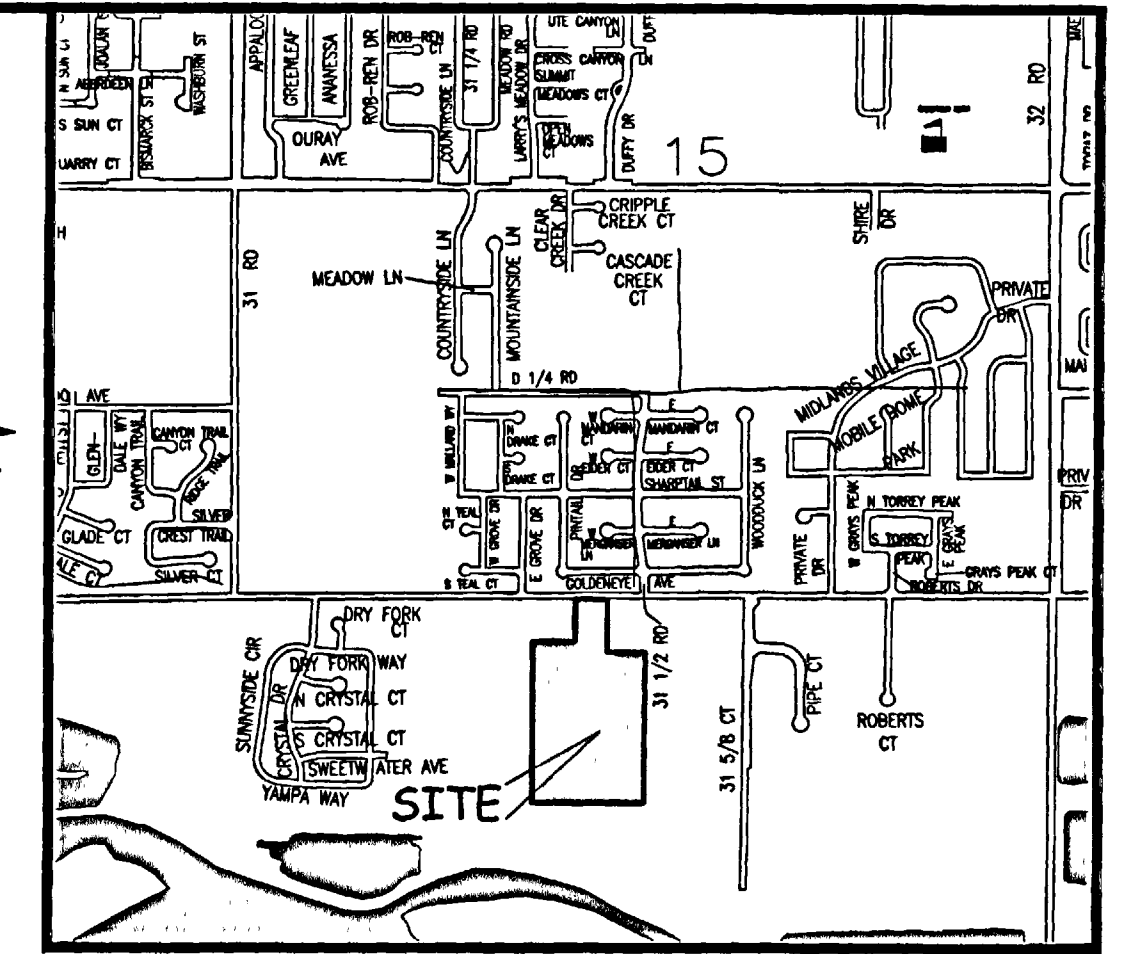 JOALAN
ABERDEEN LN
S SUN CT
UARRY CT
BISMARCK ST
WASHBURN ST
GREENLEAF
ANANESSA
OURAY
AVE
ROB-REN DR
ROB-REN
CT
COUNTRYSIDE LN
31 1/4 RD
MEADOW RD
LARRY'S MEADOW DR
UTE CANYON
LN
CROSS CANYON LN
SUMMIT
MEADOWS CT
OPEN
MEADOWS
CT
DUFFY DR
15
32 RD
H
31 RD
MEADOW LN
COUNTRYSIDE LN
MOUNTAINSIDE LN
CLEAR
CREEK DR
CRIPPLE
CREEK CT
CASCADE
CREEK
CT
SHIRE
DR
PRIVATE
DR
MIDLANDS VILLAGE
MOBILE HOME
PARK
MAI
PRIV
DR
D 1/4 RD
AVE
GLEN-
DALE WY
CANYON TRAIL
CANYON TRAIL
CT
RIDGE TRAIL
SILVER
CREST TRAIL
SILVER CT
GLADE CT
ALE CT
W MALLARD WY
N
DRAKE CT
S
DRAKE CT
W
MANDARIN
CT
E
MANDARIN CT
W
EIDER CT
E
EIDER CT
SHARPTAIL ST
PINTAIL
DR
N TEAL
CT
S TEAL CT
W GROVE DR
E GROVE DR
W
MERGANSER
LN
E
MERGANSER LN
GOLDENEYE AVE
WOODDUCK LN
PRIVATE
DR
W GRAYS PEAK
N TORREY PEAK
S TORREY
PEAK
E GRAYS
PEAK
GRAYS PEAK CT
ROBERTS DR
DRY FORK
CT
DRY FORK WAY
SUNNYSIDE CIR
CRYSTAL DR
N CRYSTAL CT
S CRYSTAL CT
SWEETWATER AVE
YAMPA WAY
SITE
31 1/2 RD
31 5/8 CT
PIPE CT
ROBERTS
CT